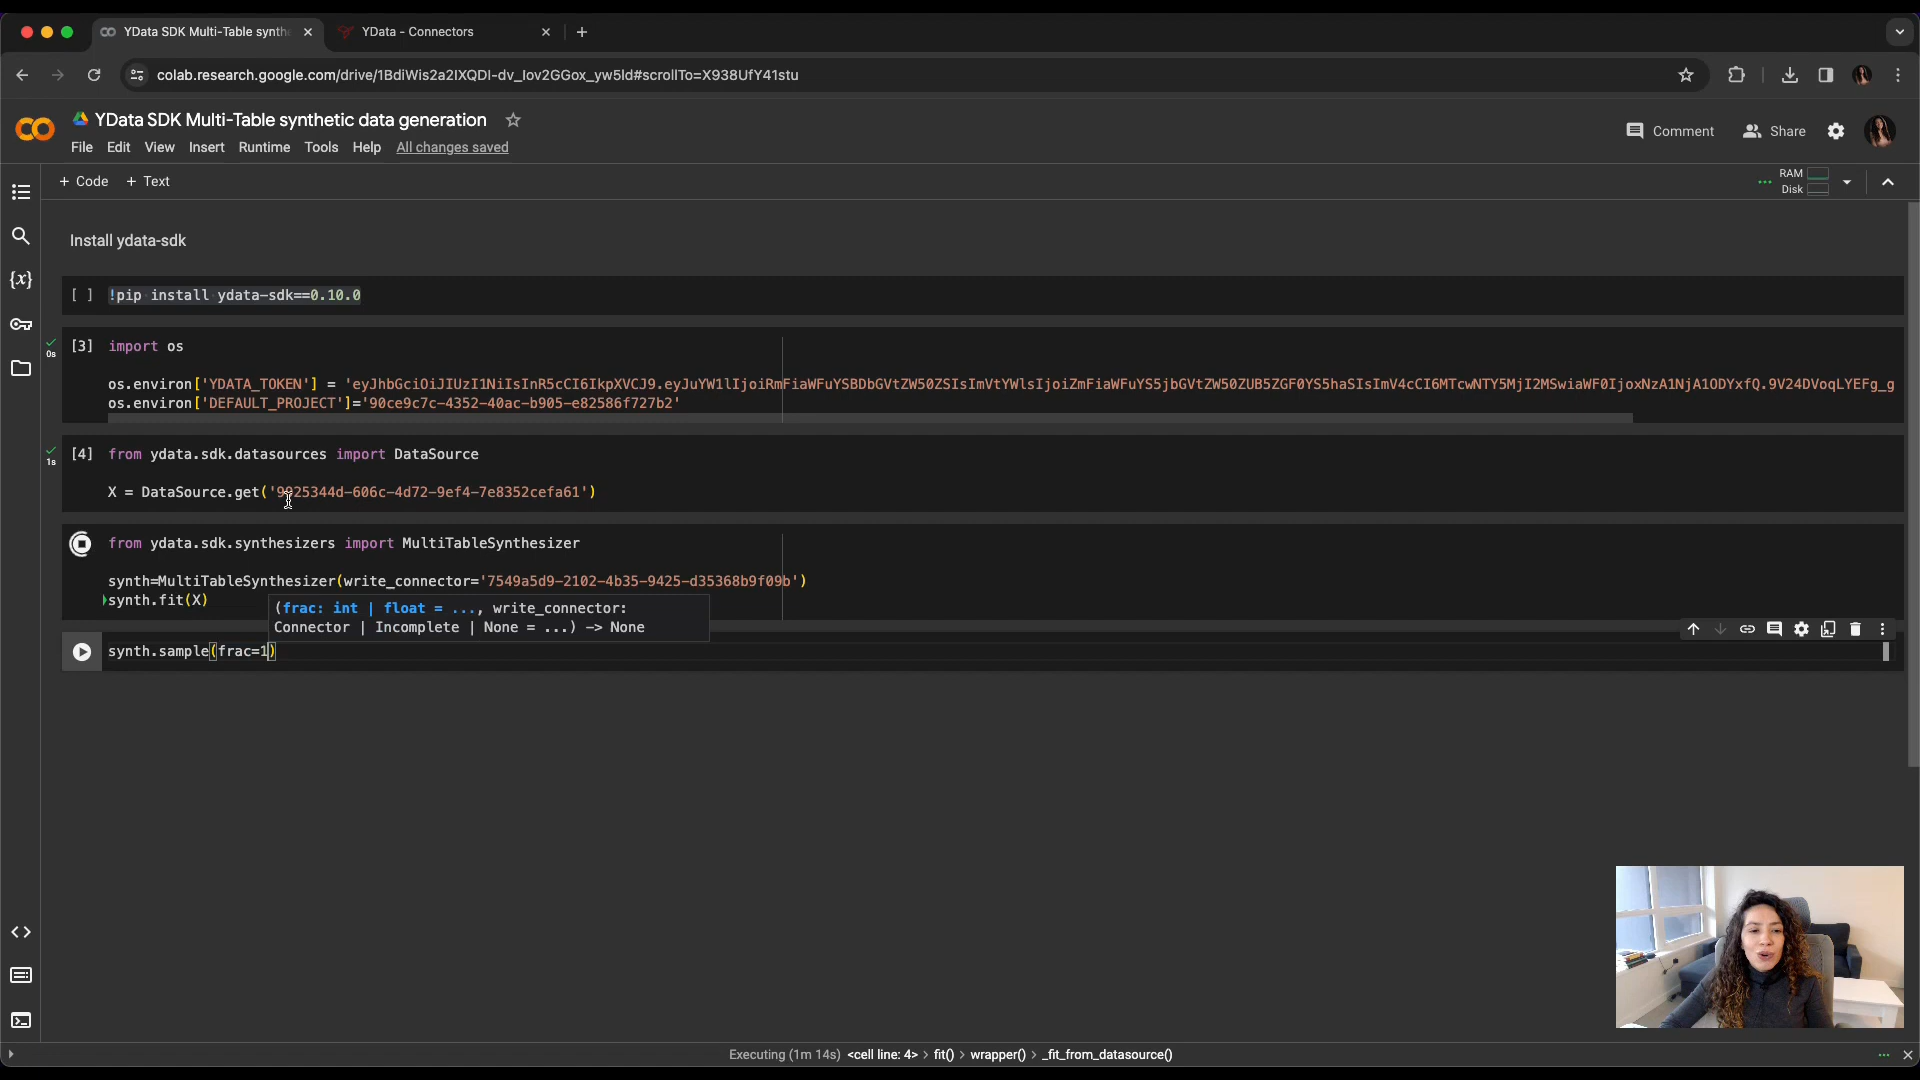 YData SDK Multi-Table synth
YData - Connectors
colab.research.google.com/drive/1BdiWis2a2IXQDI-dv_Iov2GGox_yw5ld#scrollTo=X938UfY41stu
YData SDK Multi-Table synthetic data generation
Comment
Share
File Edit View Insert Runtime Tools Help All changes saved
+ Code + Text
RAM
Disk
Install ydata-sdk
[ ] !pip install ydata-sdk==0.10.0
0s
[3] import os
os.environ['YDATA_TOKEN'] = 'eyJhbGciOiJIUzI1NiIsInR5cCI6IkpXVCJ9.eyJuYW1lIjoiRmFiaWFuYSBDbGVtZW50ZSIsImVtYWlsIjoiZmFiaWFuYS5jbGVtZW50ZUB5ZGF0YS5haSIsImV4cCI6MTcwNTY5MjI2MSwiaWF0IjoxNzA1NjA1ODYxfQ.9V24DVoqLYEFg_g
os.environ['DEFAULT_PROJECT']='90ce9c7c-4352-40ac-b905-e82586f727b2'
1s
[4] from ydata.sdk.datasources import DataSource
X = DataSource.get('9925344d-606c-4d72-9ef4-7e8352cefa61')
from ydata.sdk.synthesizers import MultiTableSynthesizer
synth=MultiTableSynthesizer(write_connector='7549a5d9-2102-4b35-9425-d35368b9f09b')
synth.fit(X)
(frac: int | float = ..., write_connector:
Connector | Incomplete | None = ...) -> None
synth.sample(frac=1)
Executing (1m 14s) <cell line: 4> > fit() > wrapper() > _fit_from_datasource()